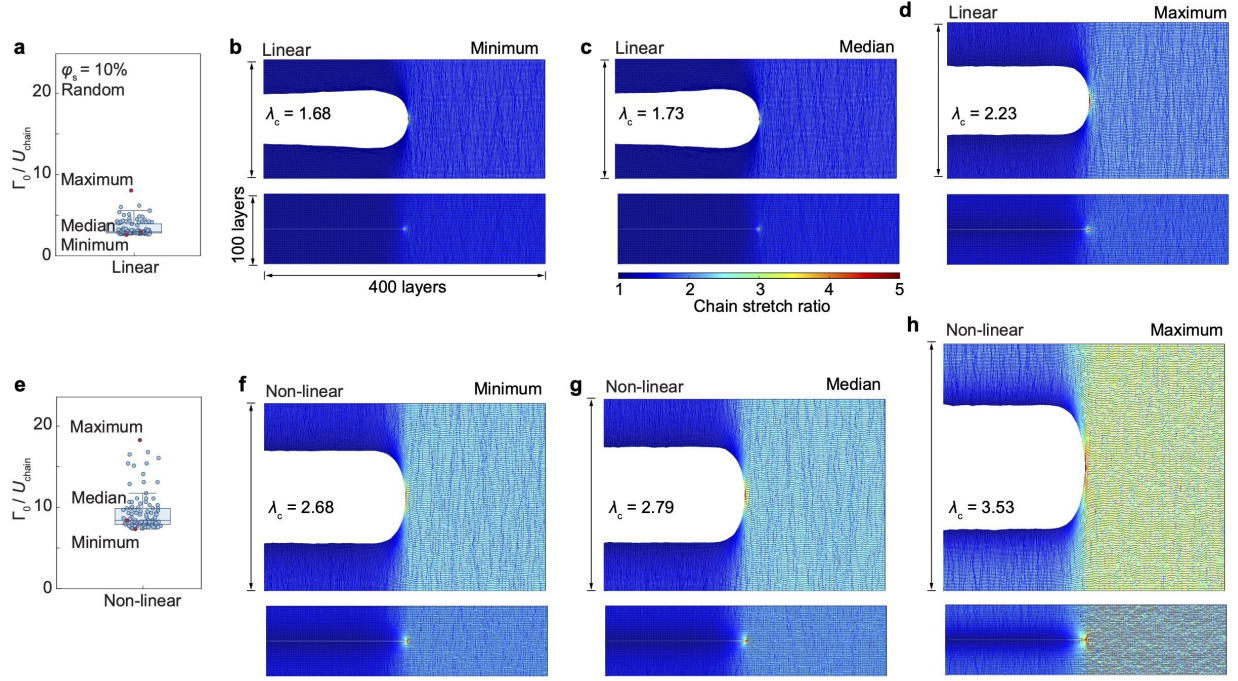 a
φs = 10%
Random
20
10
0
Γ0 / Uchain
Maximum
Median
Minimum
Linear
b
Linear
Minimum
λc = 1.68
100 layers
400 layers
c
Linear
Median
λc = 1.73
1
2
3
4
5
Chain stretch ratio
d
Linear
Maximum
λc = 2.23
e
20
10
0
Γ0 / Uchain
Maximum
Median
Minimum
Non-linear
f
Non-linear
Minimum
λc = 2.68
g
Non-linear
Median
λc = 2.79
h
Non-linear
Maximum
λc = 3.53